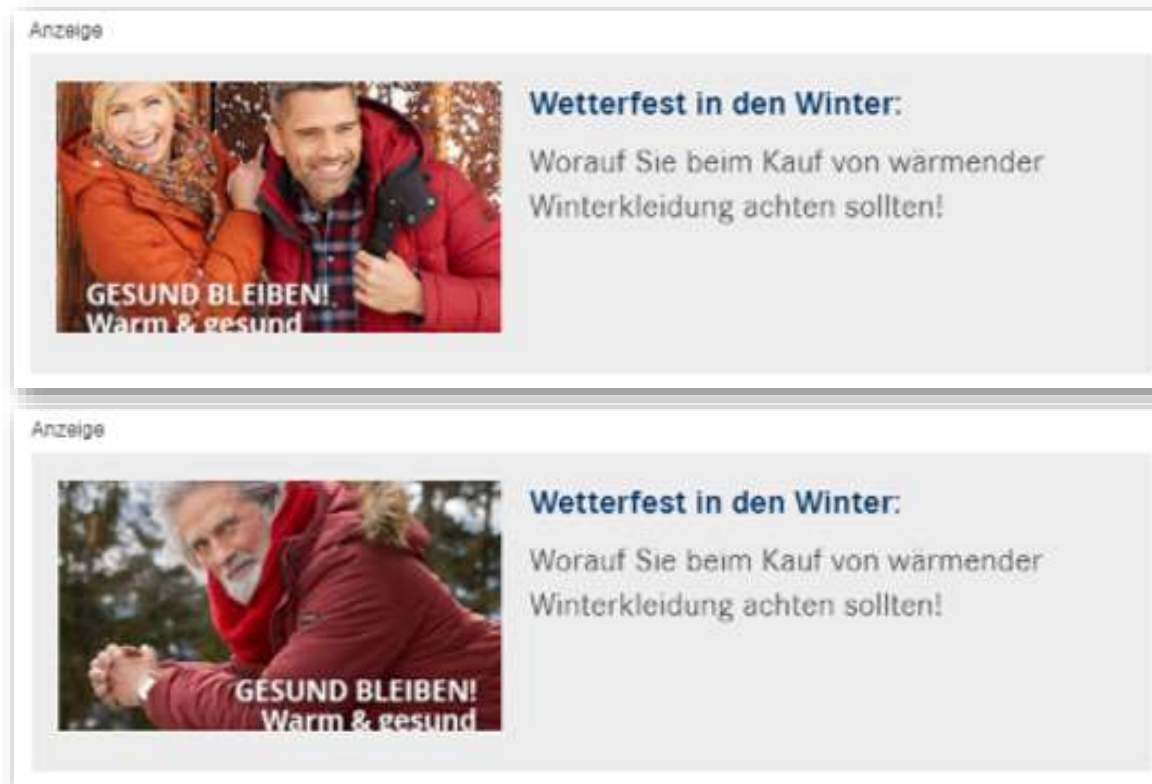 Anzeige
Wetterfest in den Winter:
Worauf Sie beim Kauf von wärmender
Winterkleidung achten sollten!
GESUND BLEIBEN!
Warm & gesund
Anzeige
Wetterfest in den Winter:
Worauf Sie beim Kauf von wärmender
Winterkleidung achten sollten!
GESUND BLEIBEN!
Warm & gesund